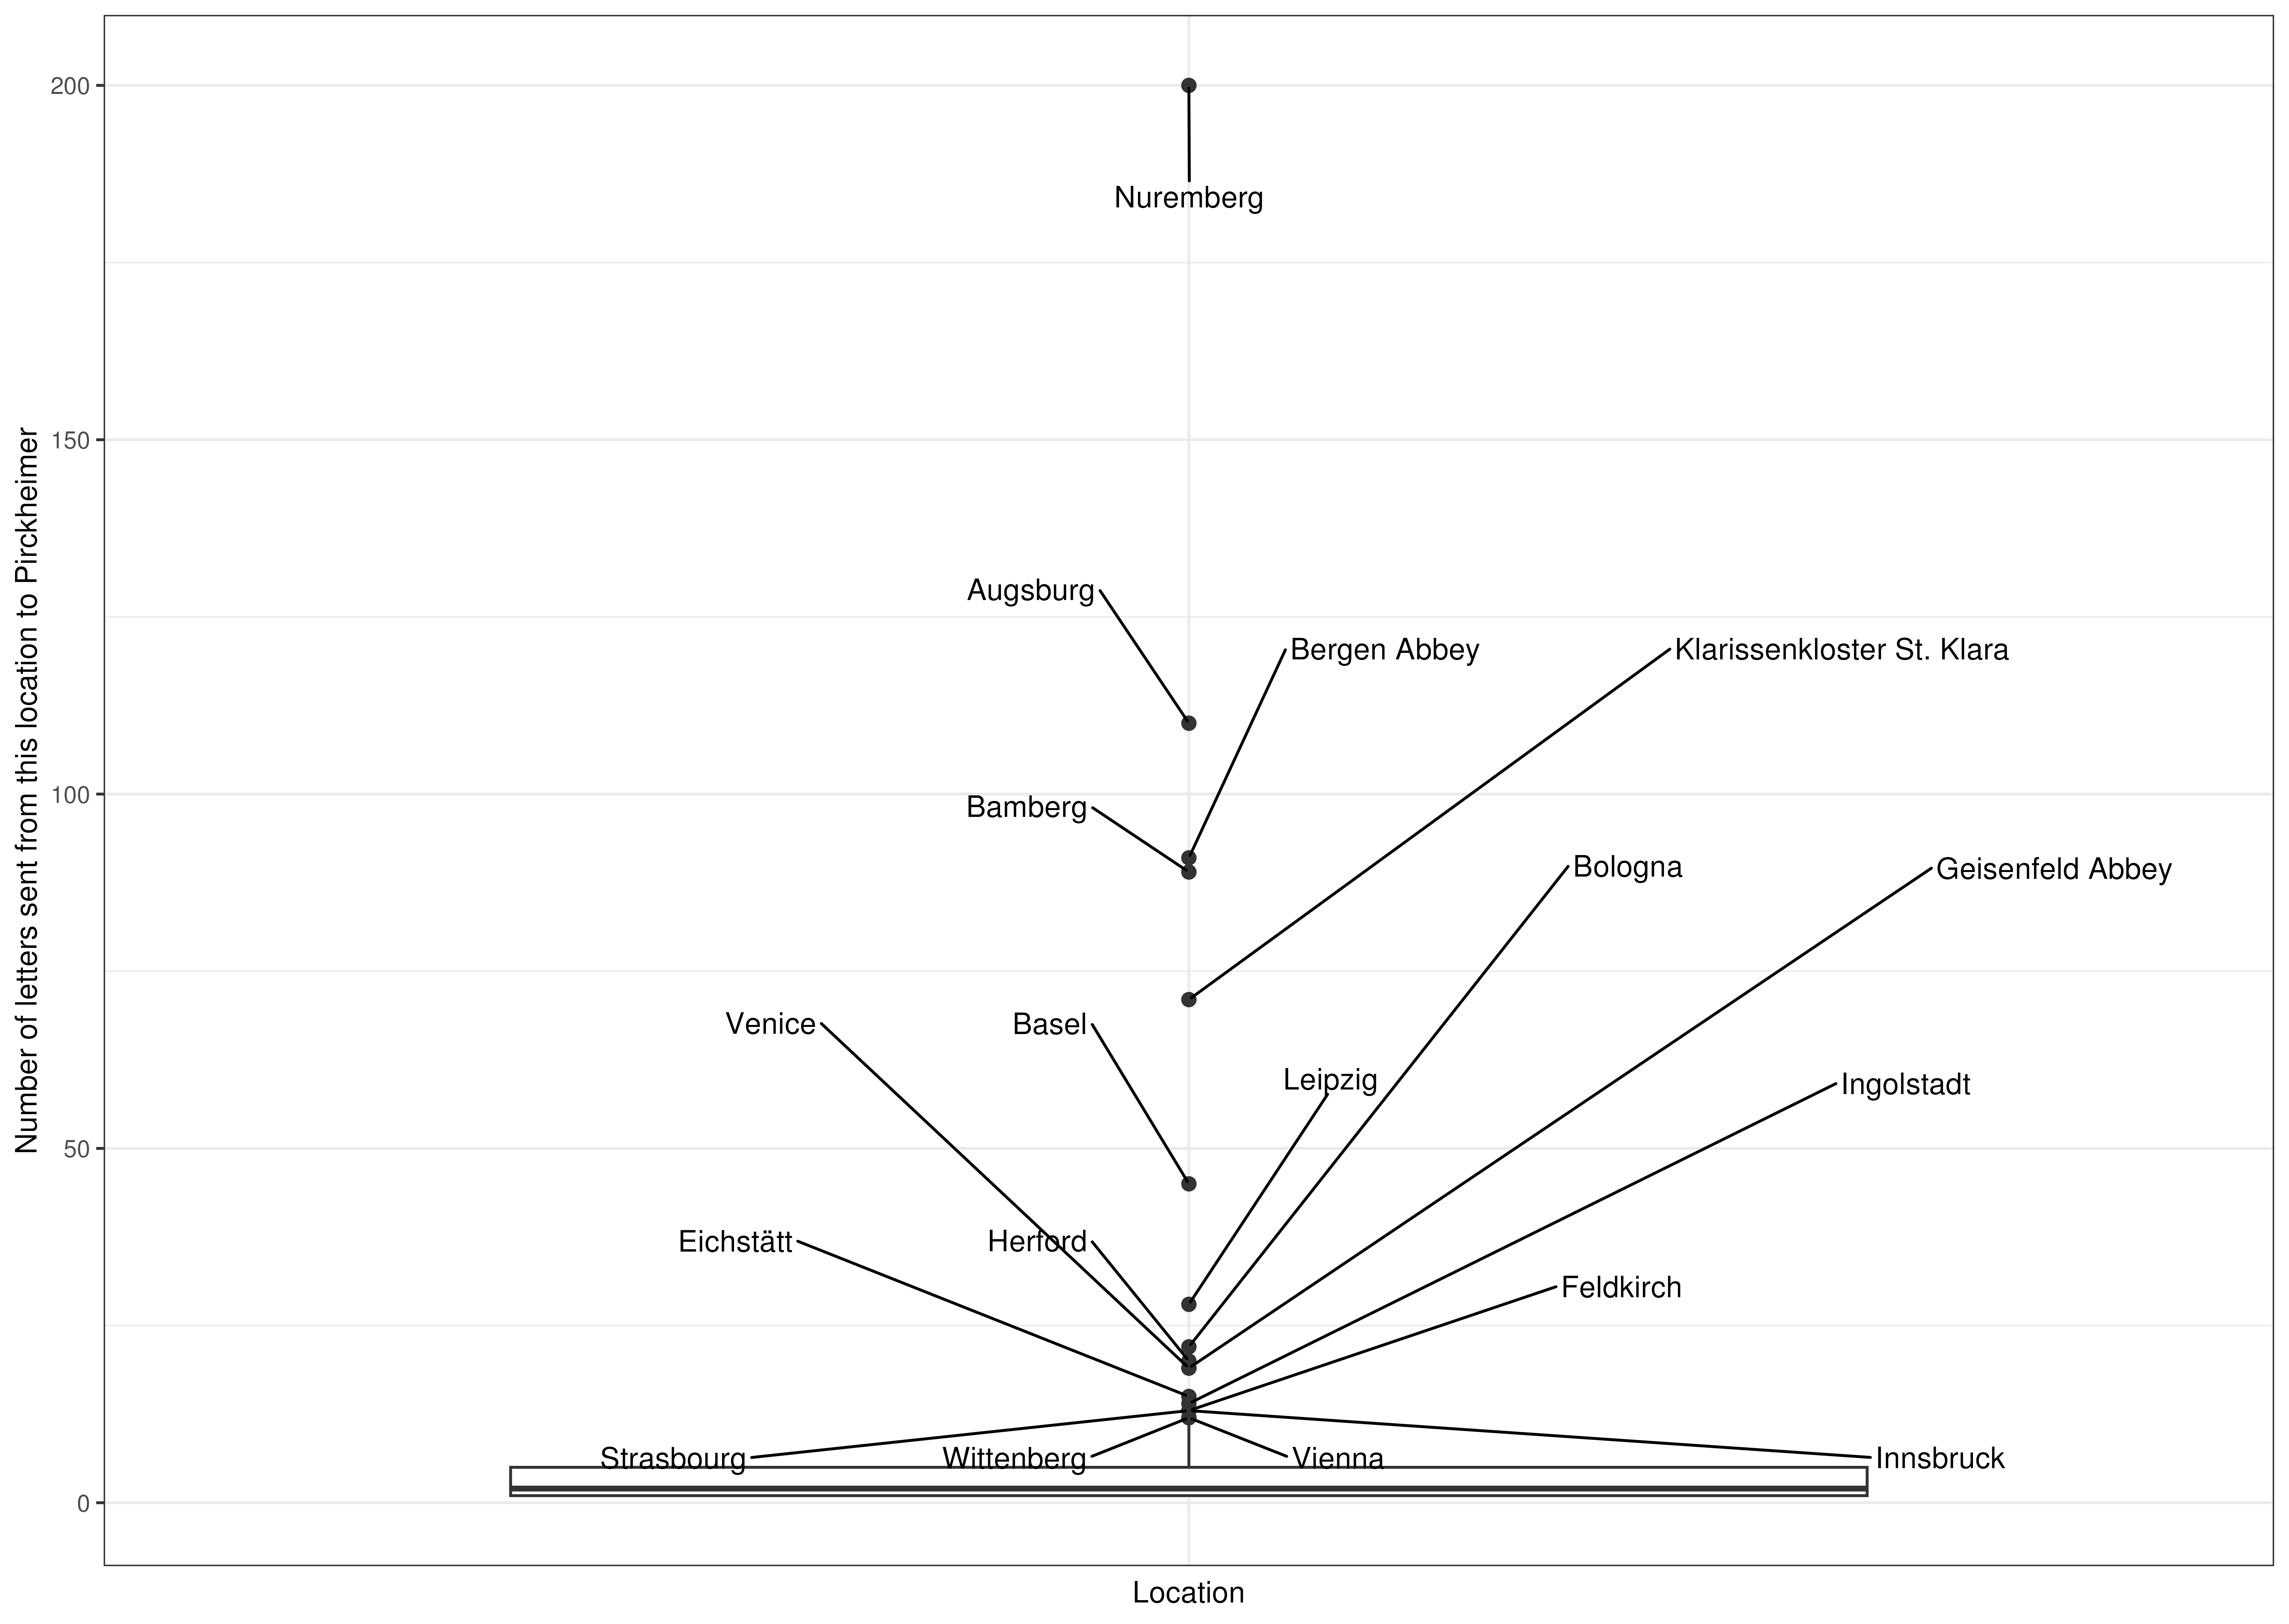 200
Nuremberg
150
Augsburg
Bergen Abbey
Klarissenkloster St. Klara
100
Bamberg
Bologna
Geisenfeld Abbey
Venice
Basel
Leipzig
Ingolstadt
50
Eichstätt
Herford
Feldkirch
Strasbourg
Wittenberg
Vienna
Innsbruck
0
Number of letters sent from this location to Pirckheimer
Location